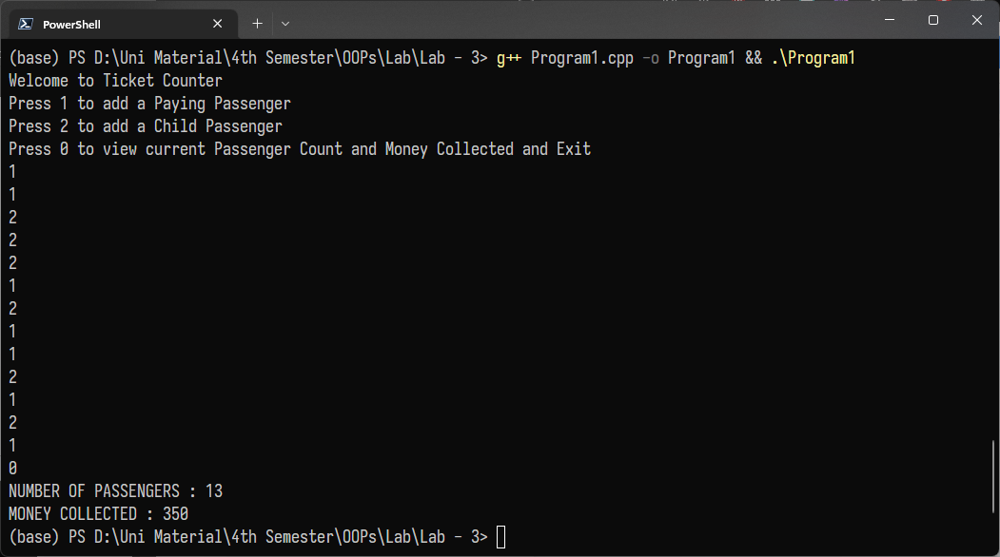 PowerShell
(base) PS D:\Uni Material\4th Semester\OOPs\Lab\Lab - 3> g++ Program1.cpp -o Program1 && .\Program1
Welcome to Ticket Counter
Press 1 to add a Paying Passenger
Press 2 to add a Child Passenger
Press 0 to view current Passenger Count and Money Collected and Exit
1
1
2
2
2
1
2
1
1
2
1
2
1
0
NUMBER OF PASSENGERS : 13
MONEY COLLECTED : 350
(base) PS D:\Uni Material\4th Semester\OOPs\Lab\Lab - 3>